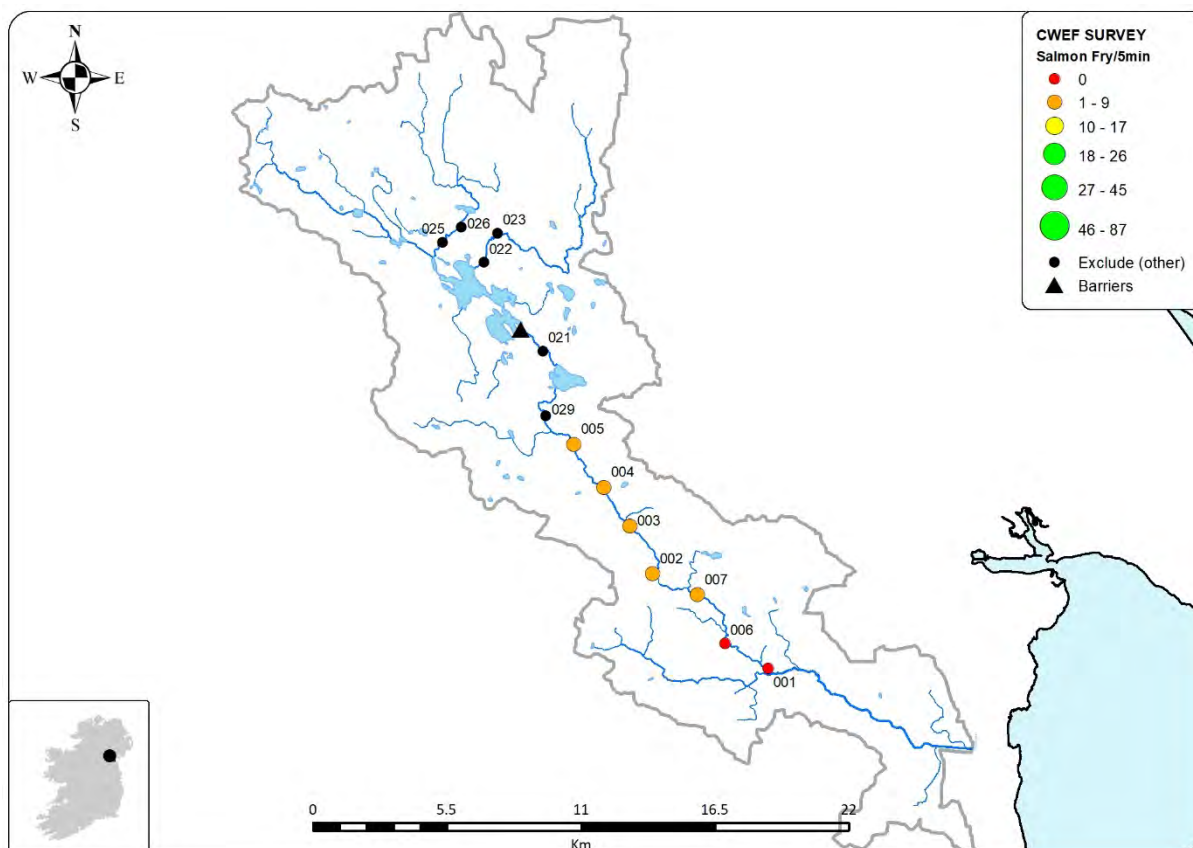 N
W E
S
CWEF SURVEY
Salmon Fry/5min
0
1 - 9
10 - 17
18 - 26
27 - 45
46 - 87
Exclude (other)
Barriers
025
026
023
022
021
029
005
004
003
002
007
006
001
0 5.5 11 16.5 22
Km